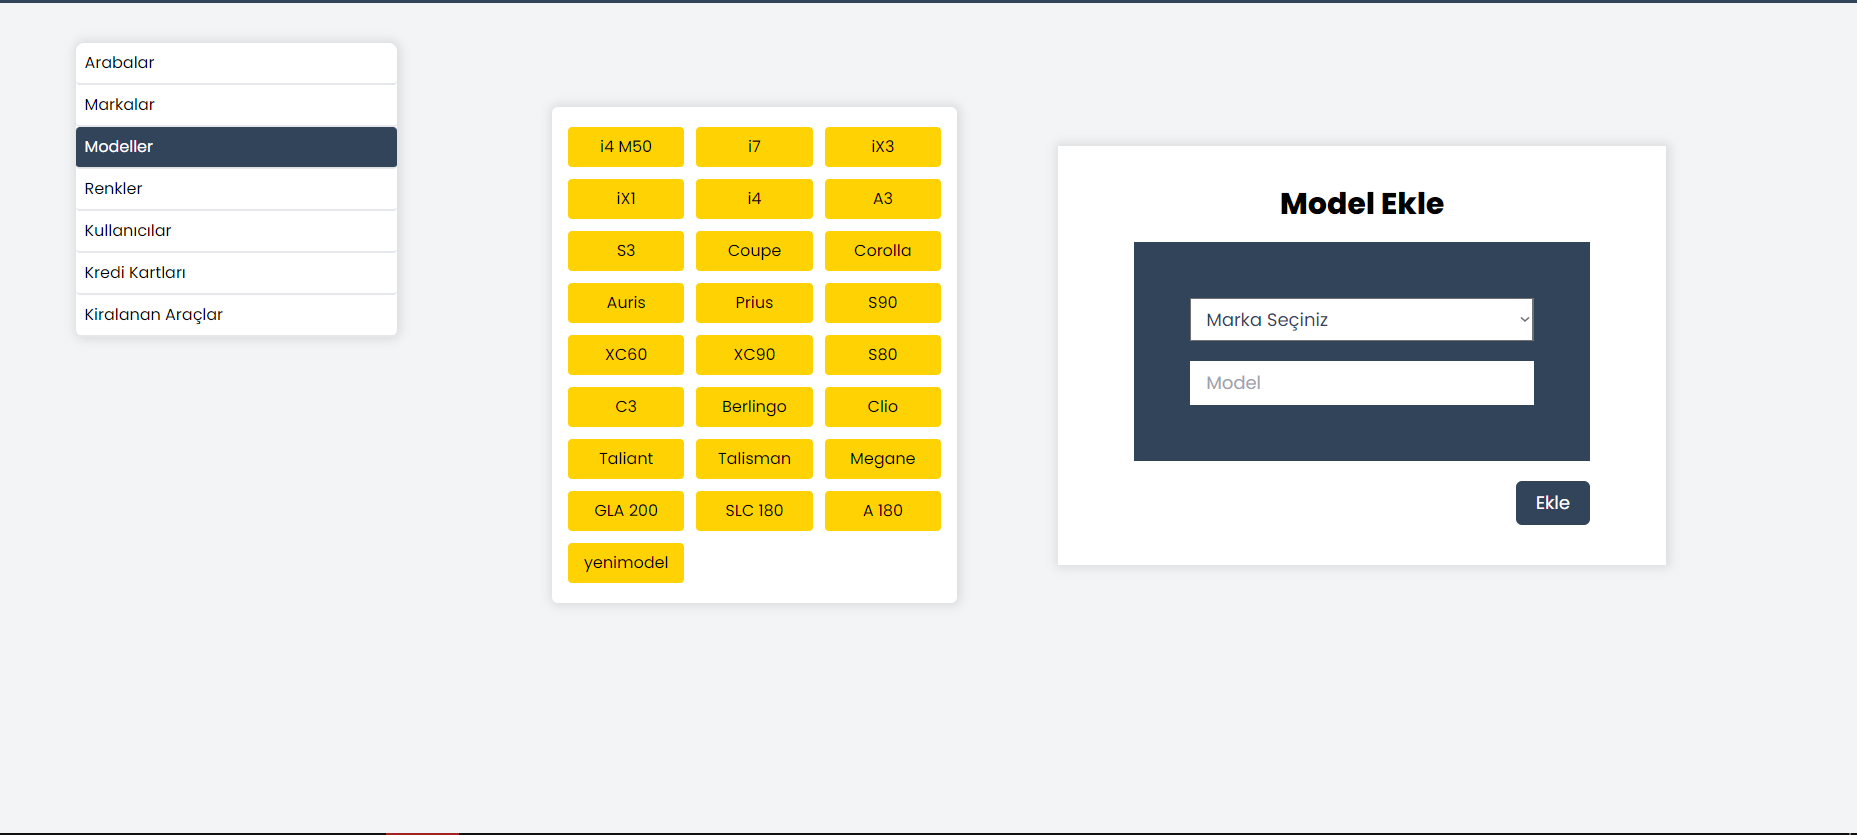 Arabalar
Markalar
Modeller
Renkler
Kullanıcılar
Kredi Kartları
Kiralanan Araçlar
i4 M50 i7 iX3
iX1 i4 A3
S3 Coupe Corolla
Auris Prius S90
XC60 XC90 S80
C3 Berlingo Clio
Taliant Talisman Megane
GLA 200 SLC 180 A 180
yenimodel
Model Ekle
Marka Seçiniz
Model
Ekle